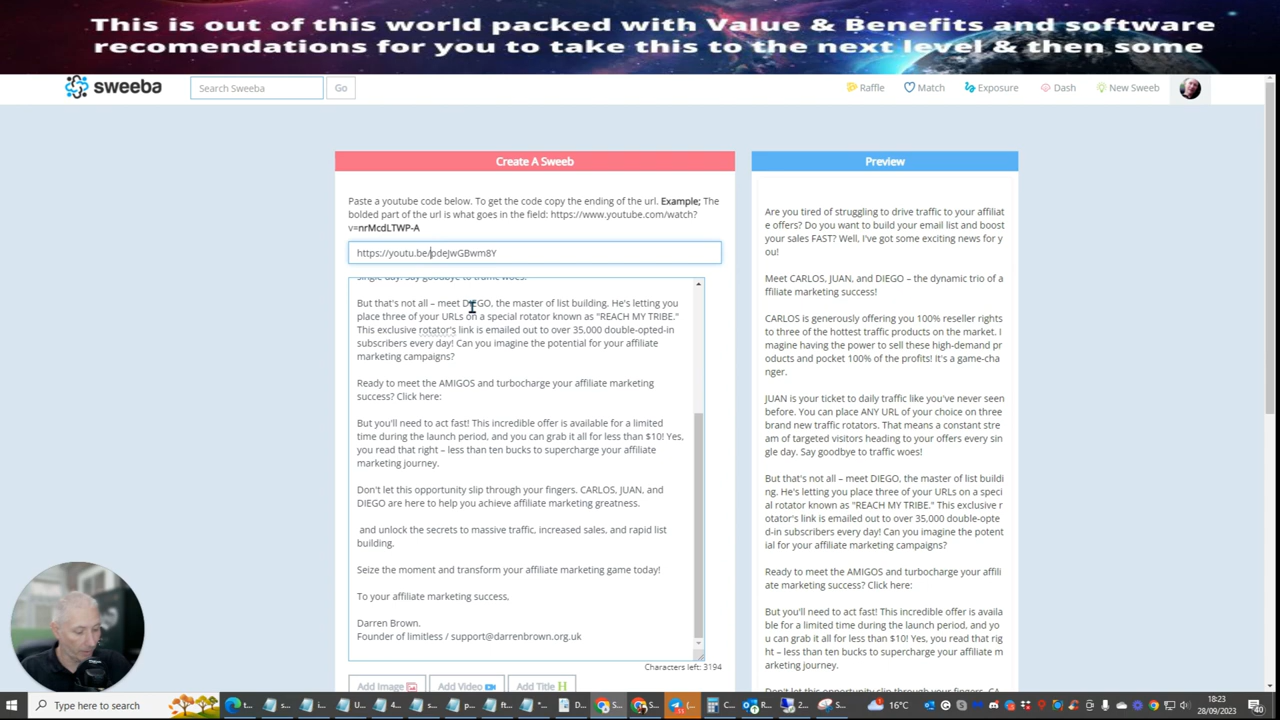 This is out of this world packed with Value & Benefits and software
recomendations for you to take this to the next level & then some
sweeba
Search Sweeba
Go
Raffle
Match
Exposure
Dash
New Sweeb
Create A Sweeb
Paste a youtube code below. To get the code copy the ending of the url. Example; The
bolded part of the url is what goes in the field: https://www.youtube.com/watch?
v=nrMcdLTWP-A
https://youtu.be/pdeJwGBwm8Y
single day! Say goodbye to traffic woes!
But that's not all – meet DIEGO, the master of list building. He's letting you
place three of your URLs on a special rotator known as "REACH MY TRIBE."
This exclusive rotator's link is emailed out to over 35,000 double-opted-in
subscribers every day! Can you imagine the potential for your affiliate
marketing campaigns?
Ready to meet the AMIGOS and turbocharge your affiliate marketing
success? Click here:
But you'll need to act fast! This incredible offer is available for a limited
time during the launch period, and you can grab it all for less than $10! Yes,
you read that right – less than ten bucks to supercharge your affiliate
marketing journey.
Don't let this opportunity slip through your fingers. CARLOS, JUAN, and
DIEGO are here to help you achieve affiliate marketing greatness.
and unlock the secrets to massive traffic, increased sales, and rapid list
building.
Seize the moment and transform your affiliate marketing game today!
To your affiliate marketing success,
Darren Brown.
Founder of limitless / support@darrenbrown.org.uk
Characters left: 3194
Add Image
Add Video
Add Title
Preview
Are you tired of struggling to drive traffic to your affiliat
e offers? Do you want to build your email list and boost
your sales FAST? Well, I've got some exciting news for y
ou!
Meet CARLOS, JUAN, and DIEGO – the dynamic trio of a
ffiliate marketing success!
CARLOS is generously offering you 100% reseller rights
to three of the hottest traffic products on the market. I
magine having the power to sell these high-demand pr
oducts and pocket 100% of the profits! It's a game-cha
nger.
JUAN is your ticket to daily traffic like you've never seen
before. You can place ANY URL of your choice on three
brand new traffic rotators. That means a constant stre
am of targeted visitors heading to your offers every sin
gle day. Say goodbye to traffic woes!
But that's not all – meet DIEGO, the master of list buildi
ng. He's letting you place three of your URLs on a speci
al rotator known as "REACH MY TRIBE." This exclusive r
otator's link is emailed out to over 35,000 double-opte
d-in subscribers every day! Can you imagine the potent
ial for your affiliate marketing campaigns?
Ready to meet the AMIGOS and turbocharge your affili
ate marketing success? Click here:
But you'll need to act fast! This incredible offer is availa
ble for a limited time during the launch period, and yo
u can grab it all for less than $10! Yes, you read that rig
ht – less than ten bucks to supercharge your affiliate m
arketing journey.
Type here to search
16°C
18:23
28/09/2023
40